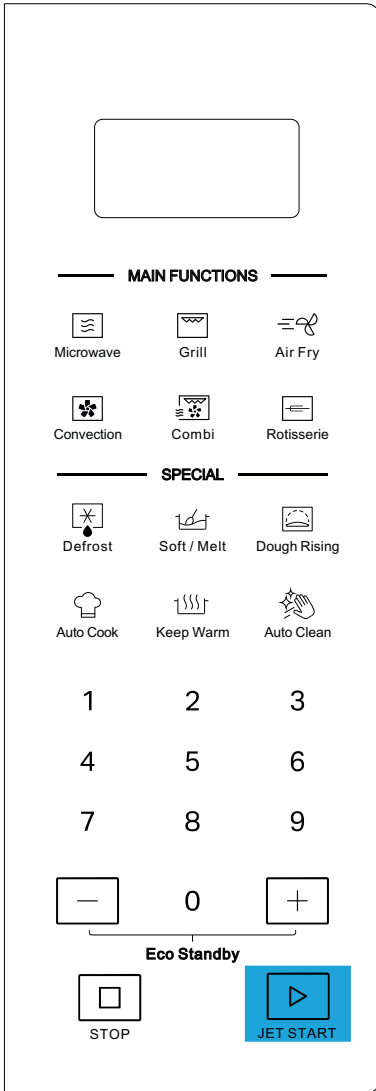 MAIN FUNCTIONS
Microwave Grill Air Fry
Convection Combi Rotisserie
SPECIAL
Defrost Soft / Melt Dough Rising
Auto Cook Keep Warm Auto Clean
1 2 3
4 5 6
7 8 9
− 0 +
Eco Standby
STOP JET START